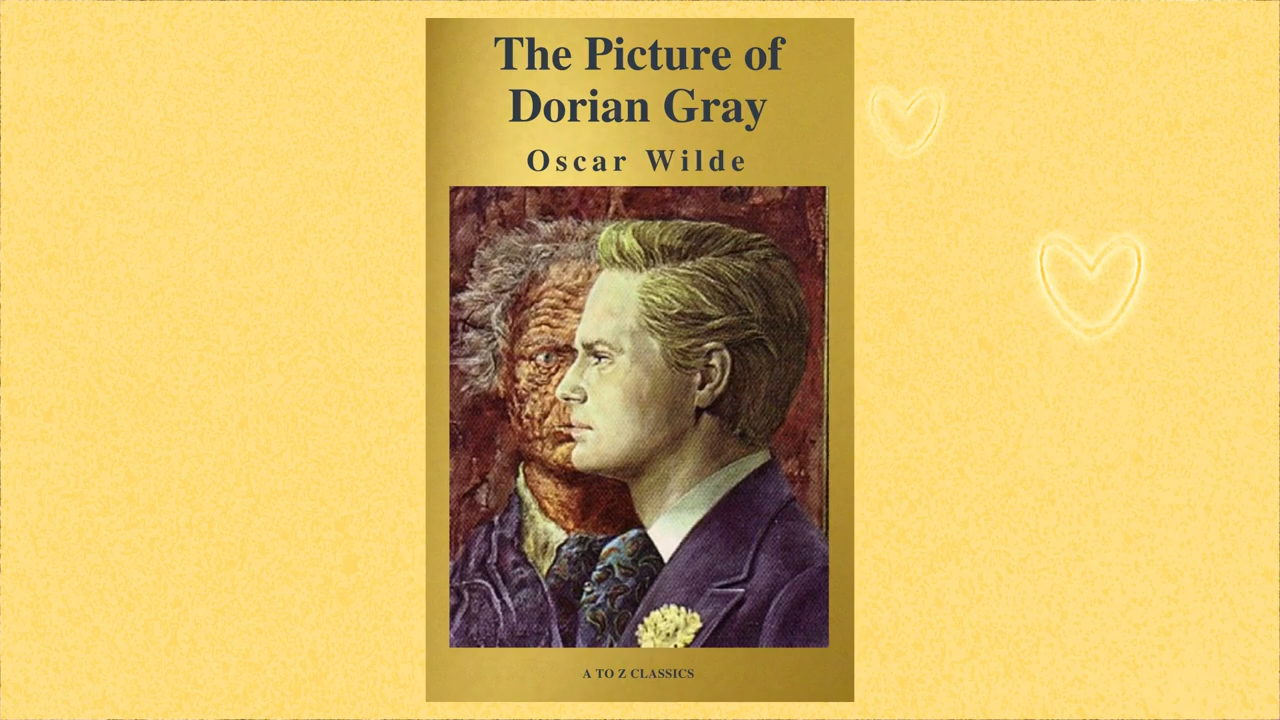 The Picture of
Dorian Gray
Oscar Wilde
A TO Z CLASSICS